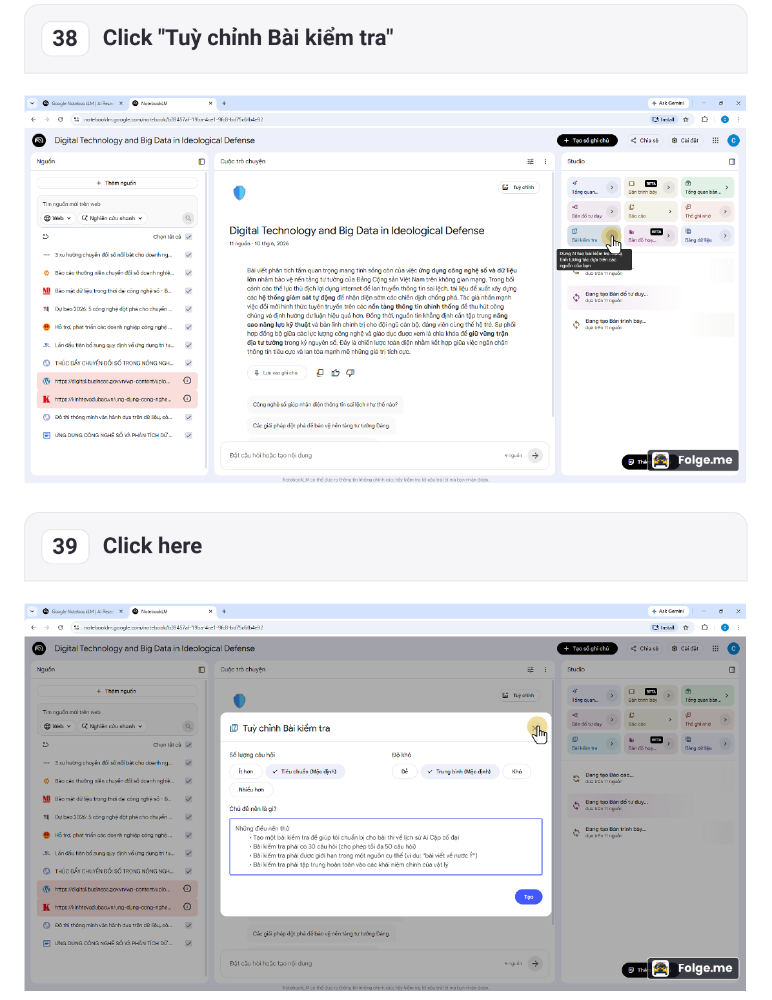 38 Click "Tuỳ chỉnh Bài kiểm tra"
Google NotebookLM | AI Resea
NotebookLM
Ask Gemini
notebooklm.google.com/notebook/b39457af-19ba-4ce1-9fc8-bd75c6fb4e92
Install
Digital Technology and Big Data in Ideological Defense
Tạo sổ ghi chú
Chia sẻ
Cài đặt
C
Nguồn
Thêm nguồn
Tìm nguồn mới trên web
Web
Nghiên cứu nhanh
Chọn tất cả
3 xu hướng chuyển đổi số nổi bật cho doanh ng...
Báo cáo thường niên chuyển đổi số doanh nghiệ...
Bảo mật dữ liệu trong thời đại công nghệ số - B...
Dự báo 2026: 5 công nghệ đột phá cho chuyển ...
Hỗ trợ, phát triển các doanh nghiệp công nghệ ...
Lần đầu tiên bổ sung quy định về ứng dụng trí tu...
THÚC ĐẨY CHUYỂN ĐỔI SỐ TRONG NÔNG NGH...
https://digital.business.gov.vn/wp-content/uplo...
https://kinhtevadubao.vn/ung-dung-cong-nghe...
Đô thị thông minh vận hành dựa trên dữ liệu, cô...
ỨNG DỤNG CÔNG NGHỆ SỐ VÀ PHÂN TÍCH DỮ ...
Cuộc trò chuyện
Tuỳ chỉnh
Digital Technology and Big Data in Ideological Defense
11 nguồn · 10 thg 6, 2026
Bài viết phân tích tầm quan trọng mang tính sống còn của việc ứng dụng công nghệ số và dữ liệu
lớn nhằm bảo vệ nền tảng tư tưởng của Đảng Cộng sản Việt Nam trên không gian mạng. Trong bối
cảnh các thế lực thù địch lợi dụng internet để lan truyền thông tin sai lệch, tài liệu đề xuất xây dựng
các hệ thống giám sát tự động để nhận diện sớm các chiến dịch chống phá. Tác giả nhấn mạnh
việc đổi mới hình thức tuyên truyền trên các nền tảng thông tin chính thống để thu hút công
chúng và định hướng dư luận hiệu quả hơn. Đồng thời, nguồn tin khẳng định cần tập trung nâng
cao năng lực kỹ thuật và bản lĩnh chính trị cho đội ngũ cán bộ, đảng viên cùng thế hệ trẻ. Sự phối
hợp đồng bộ giữa các lực lượng công nghệ và giáo dục được xem là chìa khóa để giữ vững trận
địa tư tưởng trong kỷ nguyên số. Đây là chiến lược toàn diện nhằm kết hợp giữa việc ngăn chặn
thông tin tiêu cực và lan tỏa mạnh mẽ những giá trị tích cực.
Lưu vào ghi chú
Công nghệ số giúp nhận diện thông tin sai lệch như thế nào?
Các giải pháp đột phá để bảo vệ nền tảng tư tưởng Đảng.
Đặt câu hỏi hoặc tạo nội dung
9 nguồn
NotebookLM có thể đưa ra thông tin không chính xác; hãy kiểm tra kỹ câu trả lời mà bạn nhận được.
Studio
Tổng quan...
BETA
Bản trình bày
Tổng quan bằn...
Bản đồ tư duy
Báo cáo
Thẻ ghi nhớ
Bài kiểm tra
BETA
Bản đồ hoạ...
Bảng dữ liệu
Dùng AI tạo bài kiểm tra mang
tính tương tác dựa trên các
nguồn của bạn
dựa trên 11 nguồn
Đang tạo Bản đồ tư duy...
dựa trên 11 nguồn
Đang tạo Bản trình bày...
dựa trên 11 nguồn
Thê
Folge.me
39 Click here
Google NotebookLM | AI Resea
NotebookLM
Ask Gemini
notebooklm.google.com/notebook/b39457af-19ba-4ce1-9fc8-bd75c6fb4e92
Install
Digital Technology and Big Data in Ideological Defense
Tạo sổ ghi chú
Chia sẻ
Cài đặt
C
Nguồn
Thêm nguồn
Tìm nguồn mới trên web
Web
Nghiên cứu nhanh
Chọn tất cả
3 xu hướng chuyển đổi số nổi bật cho doanh ng...
Báo cáo thường niên chuyển đổi số doanh nghiệ...
Bảo mật dữ liệu trong thời đại công nghệ số - B...
Dự báo 2026: 5 công nghệ đột phá cho chuyển ...
Hỗ trợ, phát triển các doanh nghiệp công nghệ ...
Lần đầu tiên bổ sung quy định về ứng dụng trí tu...
THÚC ĐẨY CHUYỂN ĐỔI SỐ TRONG NÔNG NGH...
https://digital.business.gov.vn/wp-content/uplo...
https://kinhtevadubao.vn/ung-dung-cong-nghe...
Đô thị thông minh vận hành dựa trên dữ liệu, cô...
ỨNG DỤNG CÔNG NGHỆ SỐ VÀ PHÂN TÍCH DỮ ...
Cuộc trò chuyện
Tuỳ chỉnh
Tuỳ chỉnh Bài kiểm tra
Số lượng câu hỏi
Ít hơn
Tiêu chuẩn (Mặc định)
Nhiều hơn
Độ khó
Dễ
Trung bình (Mặc định)
Khó
Chủ đề nên là gì?
Những điều nên thử
• Tạo một bài kiểm tra để giúp tôi chuẩn bị cho bài thi về lịch sử Ai Cập cổ đại
• Bài kiểm tra phải có 30 câu hỏi (cho phép tối đa 50 câu hỏi)
• Bài kiểm tra phải được giới hạn trong một nguồn cụ thể (ví dụ: "bài viết về nước Ý")
• Bài kiểm tra phải tập trung hoàn toàn vào các khái niệm chính của vật lý
Tạo
Các giải pháp đột phá để bảo vệ nền tảng tư tưởng Đảng.
Đặt câu hỏi hoặc tạo nội dung
9 nguồn
NotebookLM có thể đưa ra thông tin không chính xác; hãy kiểm tra kỹ câu trả lời mà bạn nhận được.
Studio
Tổng quan...
BETA
Bản trình bày
Tổng quan bằn...
Bản đồ tư duy
Báo cáo
Thẻ ghi nhớ
Bài kiểm tra
BETA
Bản đồ hoạ...
Bảng dữ liệu
Đang tạo Báo cáo...
dựa trên 11 nguồn
Đang tạo Bản đồ tư duy...
dựa trên 11 nguồn
Đang tạo Bản trình bày...
dựa trên 11 nguồn
Thê
Folge.me